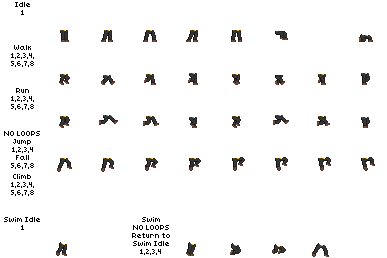 Idle
1
Walk
1,2,3,4,
5,6,7,8
Run
1,2,3,4,
5,6,7,8
NO LOOPS
Jump
1,2,3,4
Fall
5,6,7,8
Climb
1,2,3,4,
5,6,7,8
Swim Idle
1
Swim
NO LOOPS
Return to
Swim Idle
1,2,3,4